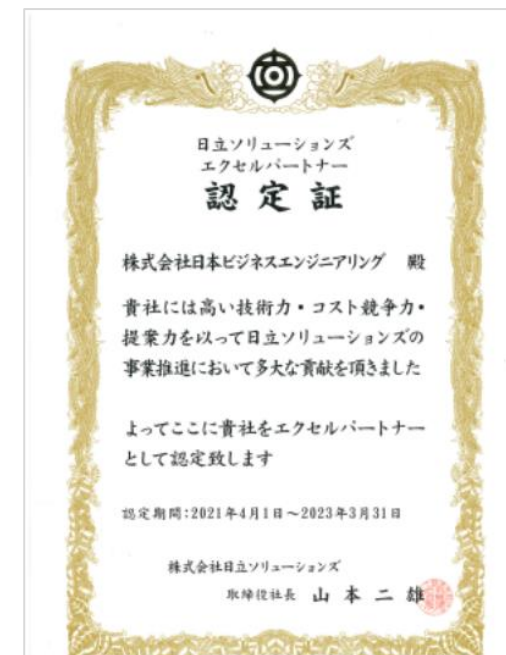 日立ソリューションズ
エクセルパートナー
認定証
株式会社日本ビジネスエンジニアリング 殿
貴社には高い技術力・コスト競争力・
提案力を以って日立ソリューションズの
事業推進において多大な貢献を頂きました
よってここに貴社をエクセルパートナー
として認定致します
認定期間:2021年4月1日~2023年3月31日
株式会社日立ソリューションズ
取締役社長 山本二雄